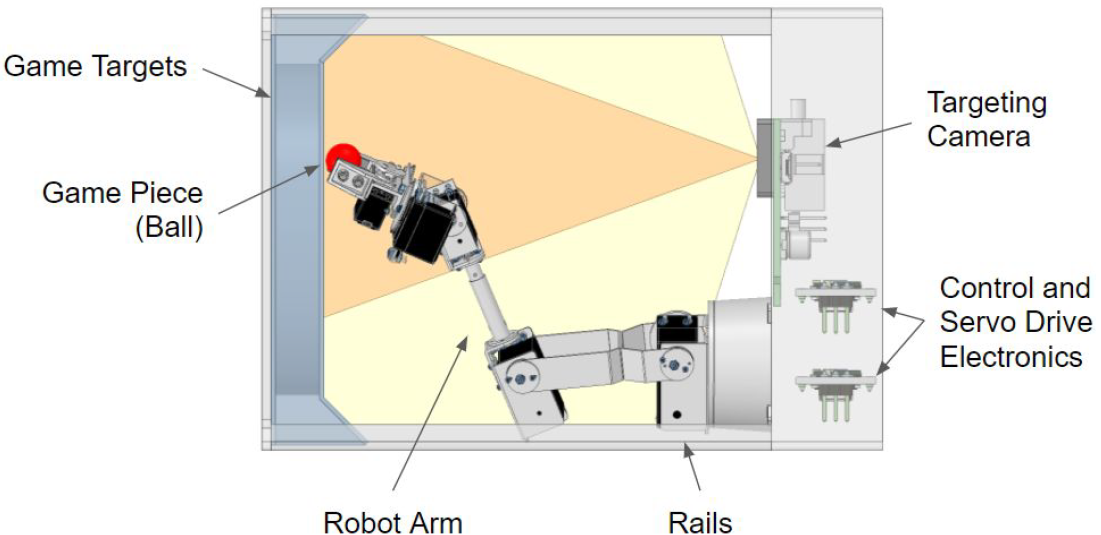 Game Targets
Game Piece
(Ball)
Targeting
Camera
Control and
Servo Drive
Electronics
Robot Arm
Rails